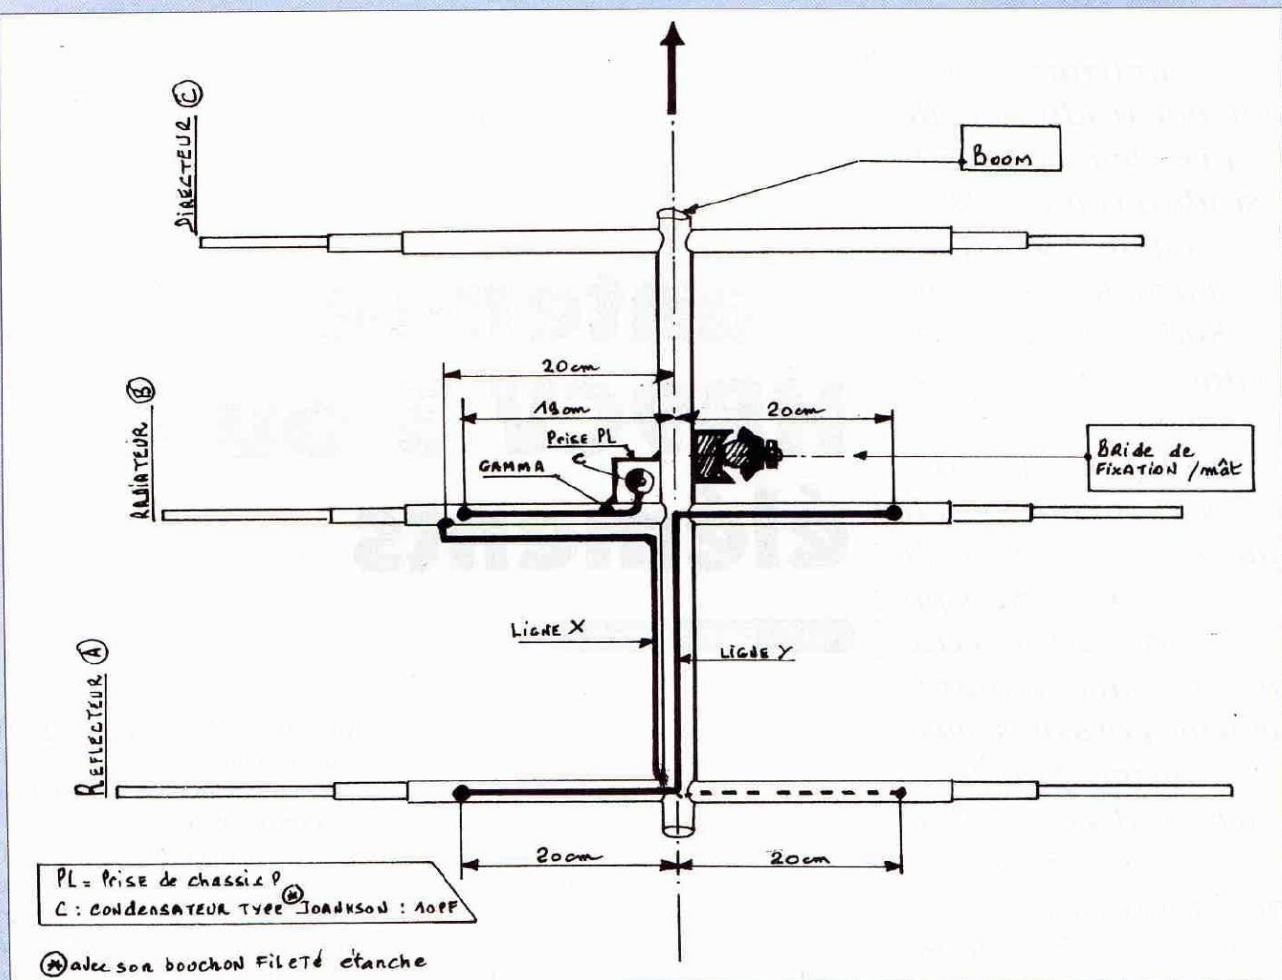 DIRECTEUR C
BOOM
20cm
18cm
20cm
RADIATEUR B
Prise PL
C
GAMMA
BRide de
FIXATION / mât
LIGNE X
LIGNE Y
REFLECTEUR A
20cm
20cm
PL = Prise de chassis P
C : CONDENSATEUR TYPE * JOANKSON : 10PF
* avec son bouchon FILETÉ étanche